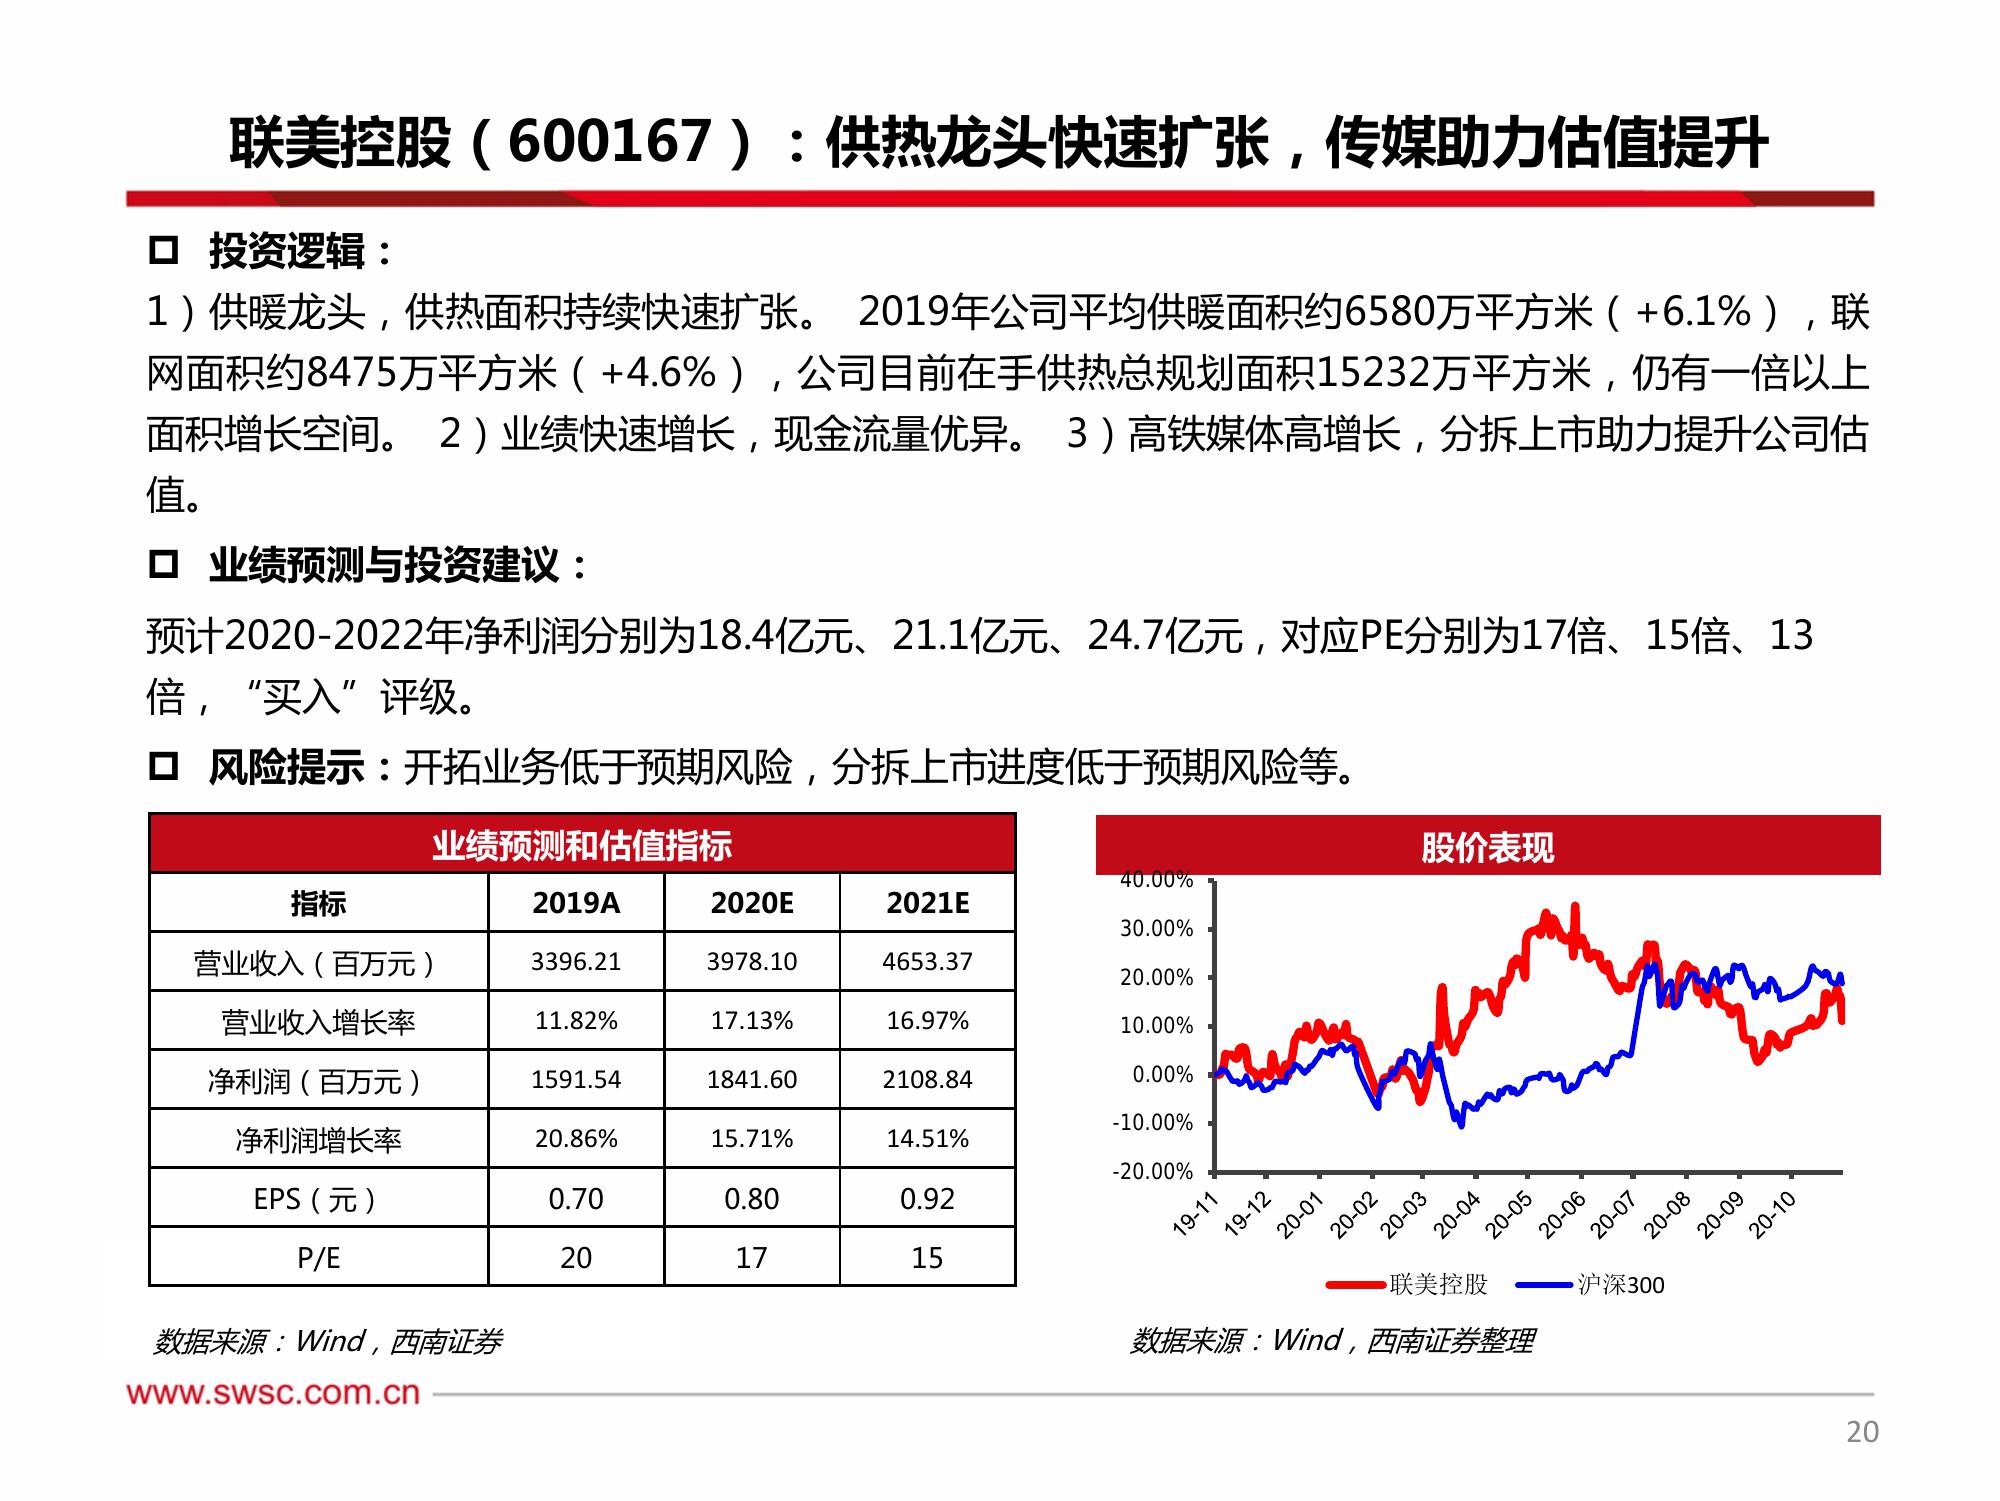 联美控股（600167）：供热龙头快速扩张，传媒助力估值提升
投资逻辑：
1）供暖龙头，供热面积持续快速扩张。 2019年公司平均供暖面积约6580万平方米（+6.1%），联
网面积约8475万平方米（+4.6%），公司目前在手供热总规划面积15232万平方米，仍有一倍以上
面积增长空间。 2）业绩快速增长，现金流量优异。 3）高铁媒体高增长，分拆上市助力提升公司估
值。
业绩预测与投资建议：
预计2020-2022年净利润分别为18.4亿元、21.1亿元、24.7亿元，对应PE分别为17倍、15倍、13
倍，“买入”评级。
风险提示：开拓业务低于预期风险，分拆上市进度低于预期风险等。
业绩预测和估值指标
指标 2019A 2020E 2021E
营业收入（百万元） 3396.21 3978.10 4653.37
营业收入增长率 11.82% 17.13% 16.97%
净利润（百万元） 1591.54 1841.60 2108.84
净利润增长率 20.86% 15.71% 14.51%
EPS（元） 0.70 0.80 0.92
P/E 20 17 15
数据来源：Wind，西南证券
股价表现
40.00%
30.00%
20.00%
10.00%
0.00%
-10.00%
-20.00%
19-11 19-12 20-01 20-02 20-03 20-04 20-05 20-06 20-07 20-08 20-09 20-10
联美控股 沪深300
数据来源：Wind，西南证券整理
www.swsc.com.cn
20